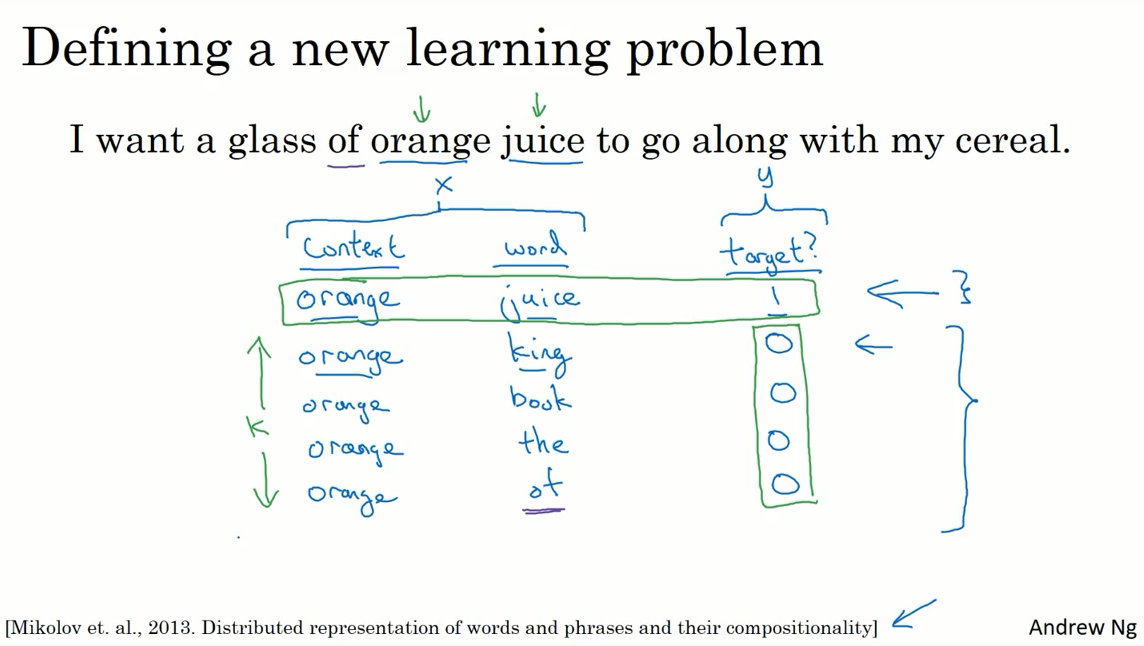 Defining a new learning problem
I want a glass of orange juice to go along with my cereal.
x y
context word target?
orange juice 1
orange king 0
orange book 0
k
orange the 0
orange of 0
[Mikolov et. al., 2013. Distributed representation of words and phrases and their compositionality]
Andrew Ng